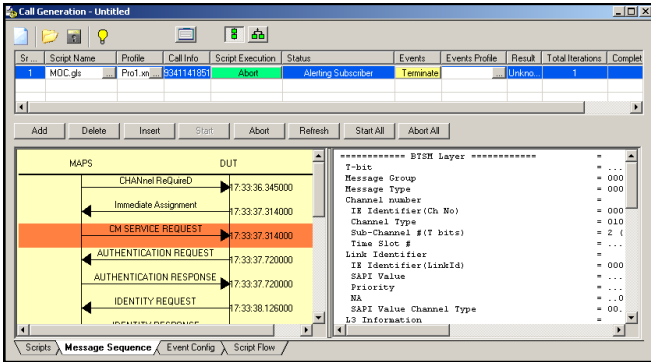 Call Generation - Untitled
Sr ... Script Name Profile Call Info Script Execution Status Events Events Profile Result Total Iterations Complet
1 MOC.gls ... Pro1.xn ... 9341141851 Abort Alerting Subscriber Terminate ... Unkno... 1
Add Delete Insert Start Abort Refresh Start All Abort All
MAPS DUT
CHANnel ReQuireD
17:33:36.345000
Immediate Assignment
17:33:37.314000
CM SERVICE REQUEST
17:33:37.314000
AUTHENTICATION REQUEST
17:33:37.720000
AUTHENTICATION RESPONSE
17:33:37.720000
IDENTITY REQUEST
17:33:38.126000
IDENTITY RESPONSE
============ BTSM Layer ============ =
T-bit = ...
Message Group = 000
Message Type = 000
Channel number =
IE Identifier(Ch No) = 000
Channel Type = 010
Sub-Channel #(T bits) = 2 (
Time Slot # = ...
Link Identifier =
IE Identifier(LinkId) = 000
SAPI Value = ...
Priority = ...
NA = ..0
SAPI Value Channel Type = 00.
L3 Information =
Scripts Message Sequence Event Config Script Flow